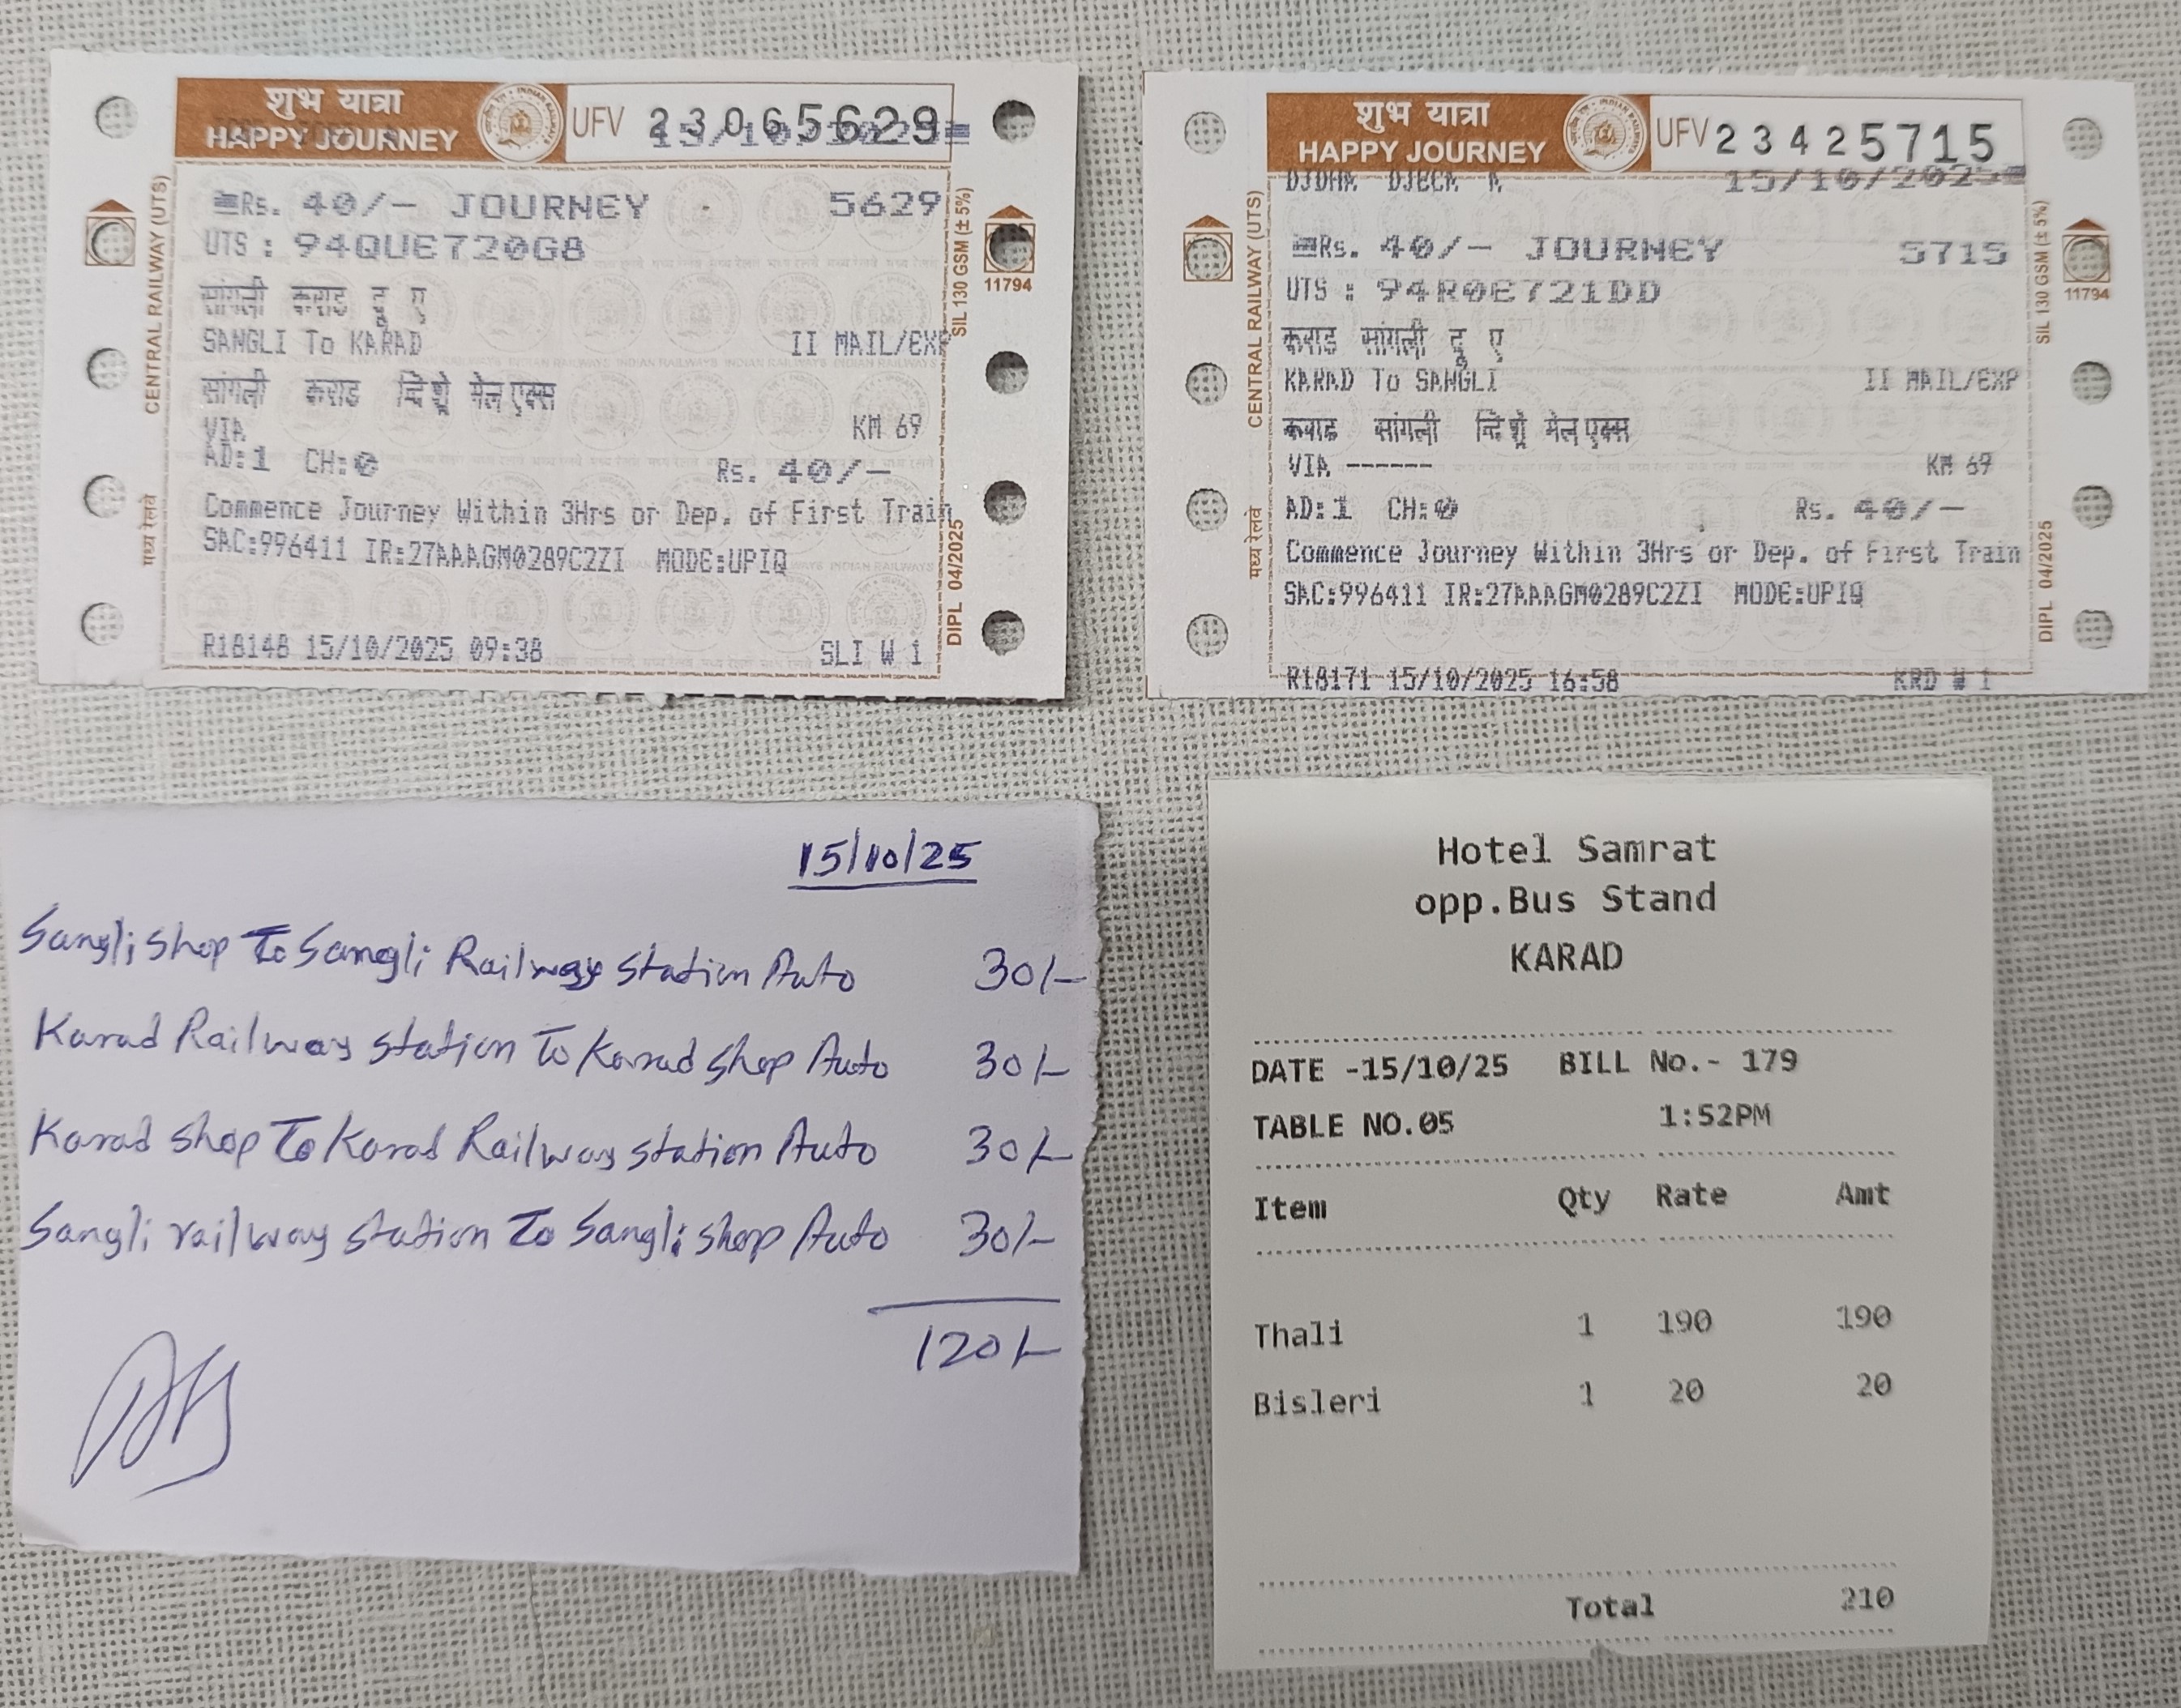 शुभ यात्रा
HAPPY JOURNEY
UFV 23065629
Rs. 40/- JOURNEY 5629
UTS : 94QUE720G8
सांगली कराड टू ए
SANGLI To KARAD II MAIL/EXP
सांगली कराड मेल एक्स
VIA KM 69
AD:1 CH:0 Rs. 40/-
Commence Journey Within 3Hrs or Dep. of First Train
SAC:996411 IR:27AAAGM0289C2ZI MODE:UPIQ
R18148 15/10/2025 09:38 SLI W 1
CENTRAL RAILWAY (UTS)
मध्य रेलवे
SIL 130 GSM (± 5%)
11794
DIPL 04/2025
शुभ यात्रा
HAPPY JOURNEY
UFV 23425715
15/10/2025
Rs. 40/- JOURNEY 5715
UTS : 94R0E721DD
कराड सांगली टू ए
KARAD To SANGLI II MAIL/EXP
कराड सांगली मेल एक्स
VIA ------ KM 69
AD:1 CH:0 Rs. 40/-
Commence Journey Within 3Hrs or Dep. of First Train
SAC:996411 IR:27AAAGM0289C2ZI MODE:UPIQ
R18171 15/10/2025 16:58 KRD W 1
CENTRAL RAILWAY (UTS)
मध्य रेलवे
SIL 130 GSM (± 5%)
11794
DIPL 04/2025
15/10/25
Sangli shop To Sangli Railway station Auto 30/-
Karad Railway station To Karad shop Auto 30/-
Karad shop To Karad Railway station Auto 30/-
Sangli railway station To Sangli shop Auto 30/-
120/-
Hotel Samrat
opp.Bus Stand
KARAD
DATE -15/10/25 BILL No.- 179
TABLE NO.05 1:52PM
Item Qty Rate Amt
Thali 1 190 190
Bisleri 1 20 20
Total 210